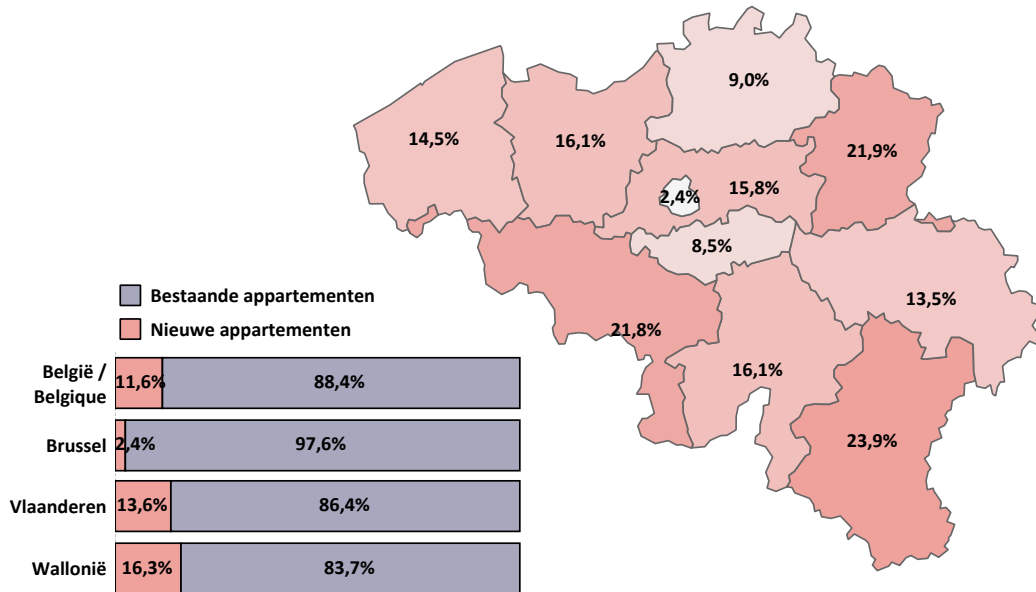 9,0%
14,5%
16,1%
21,9%
2,4%
15,8%
8,5%
13,5%
21,8%
16,1%
23,9%
Bestaande appartementen
Nieuwe appartementen
België /
Belgique
11,6%
88,4%
Brussel
2,4%
97,6%
Vlaanderen
13,6%
86,4%
Wallonië
16,3%
83,7%